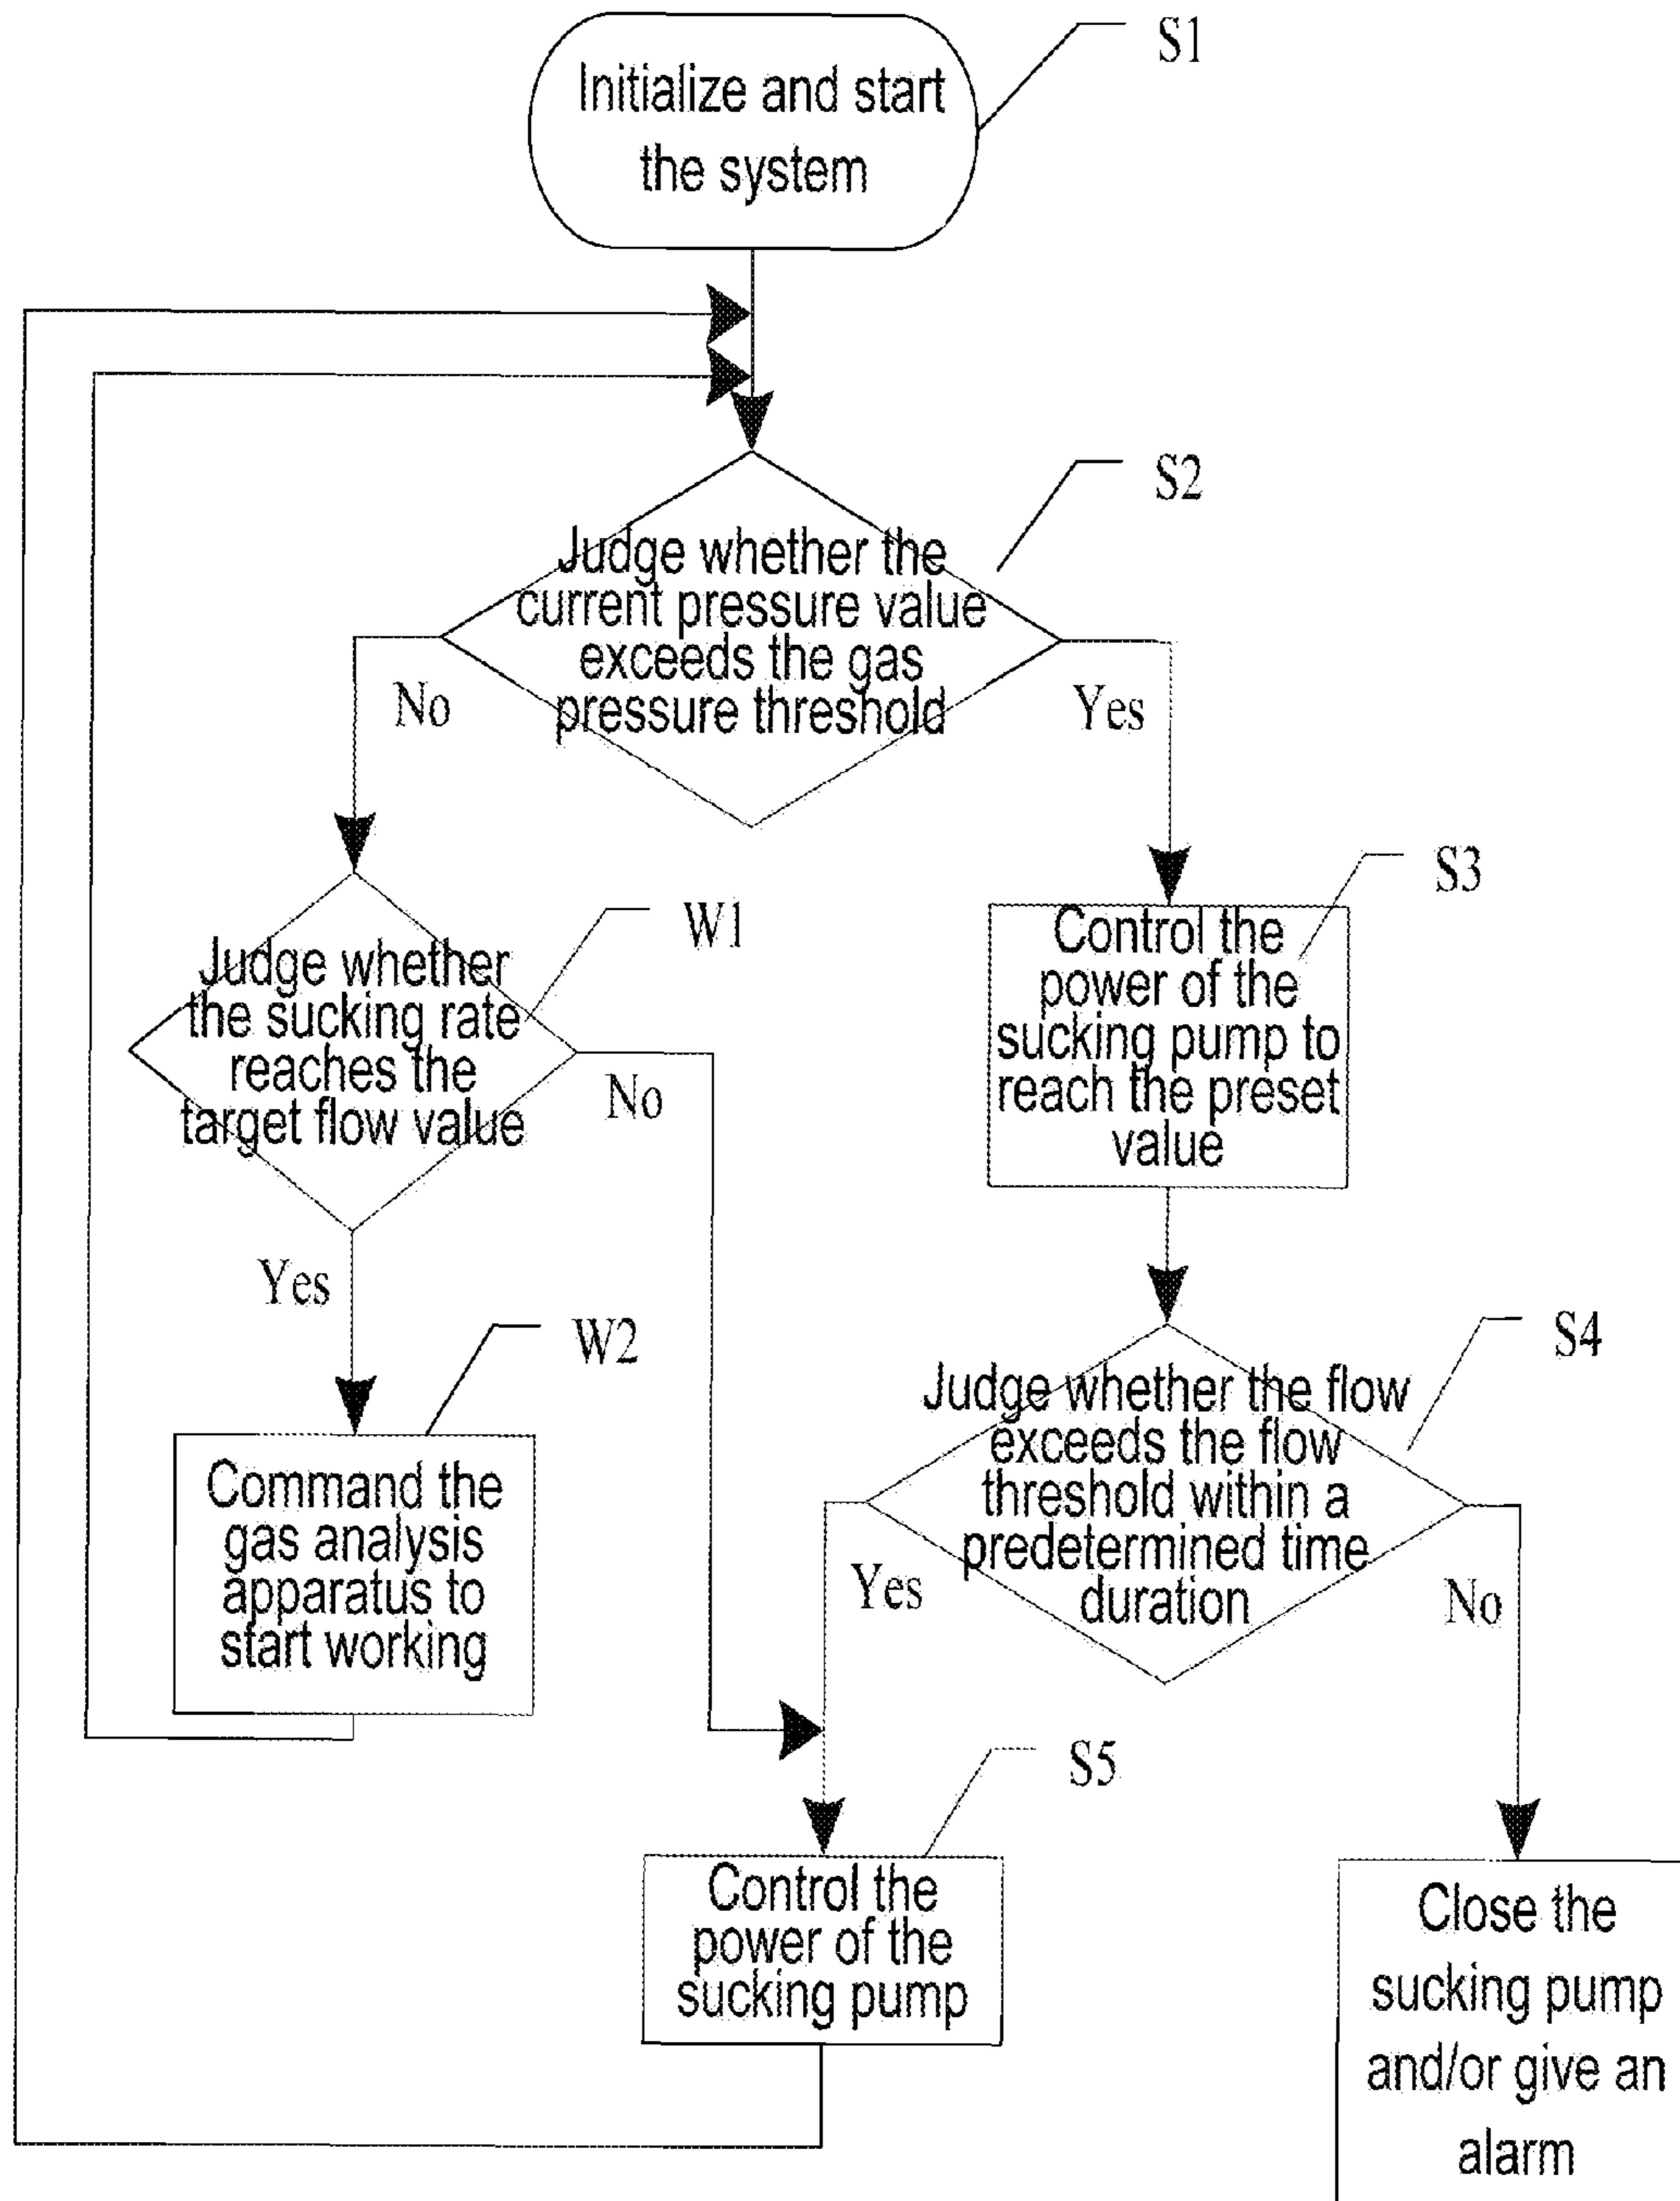 S1
Initialize and start
the system
S2
Judge whether the
current pressure value
exceeds the gas
pressure threshold
No
Yes
W1
Judge whether
the sucking rate
reaches the
target flow value
No
Yes
S3
Control the
power of the
sucking pump to
reach the preset
value
W2
Command the
gas analysis
apparatus to
start working
S4
Judge whether the flow
exceeds the flow
threshold within a
predetermined time
duration
Yes
No
S5
Control the
power of the
sucking pump
Close the
sucking pump
and/or give an
alarm